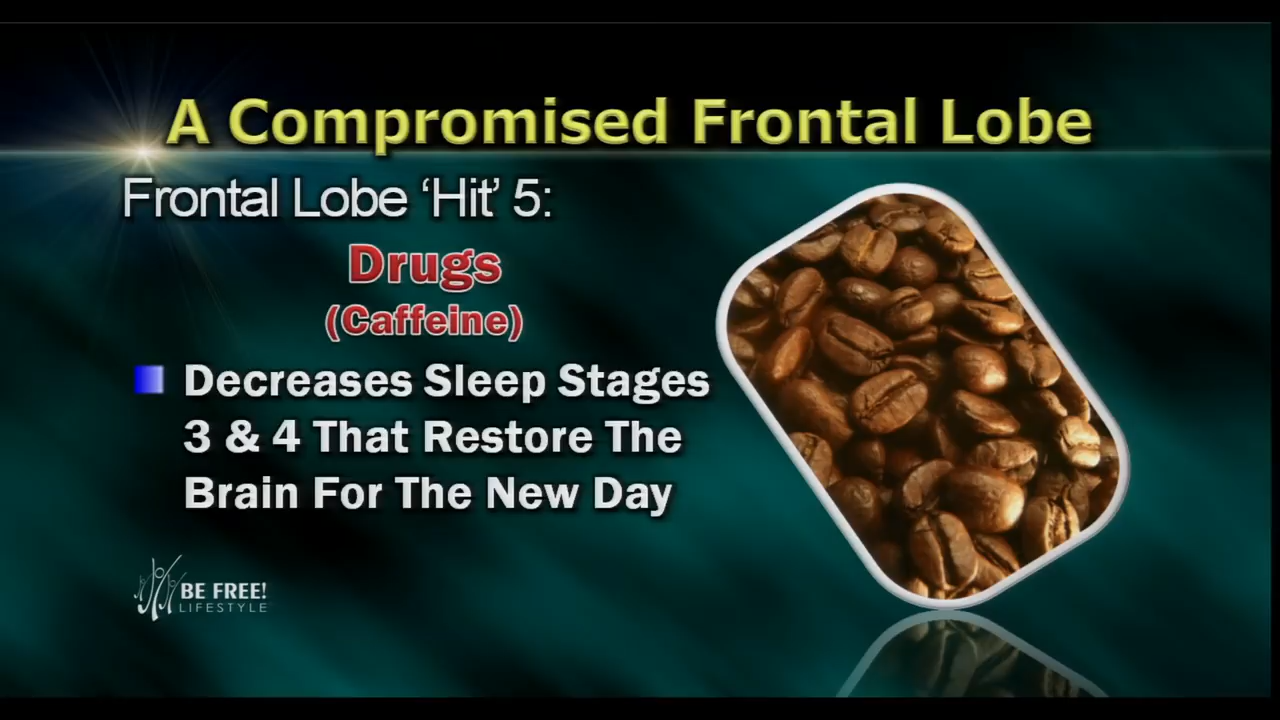 A Compromised Frontal Lobe
Frontal Lobe ‘Hit’ 5:
Drugs
(Caffeine)
Decreases Sleep Stages
3 & 4 That Restore The
Brain For The New Day
BE FREE!
LIFESTYLE